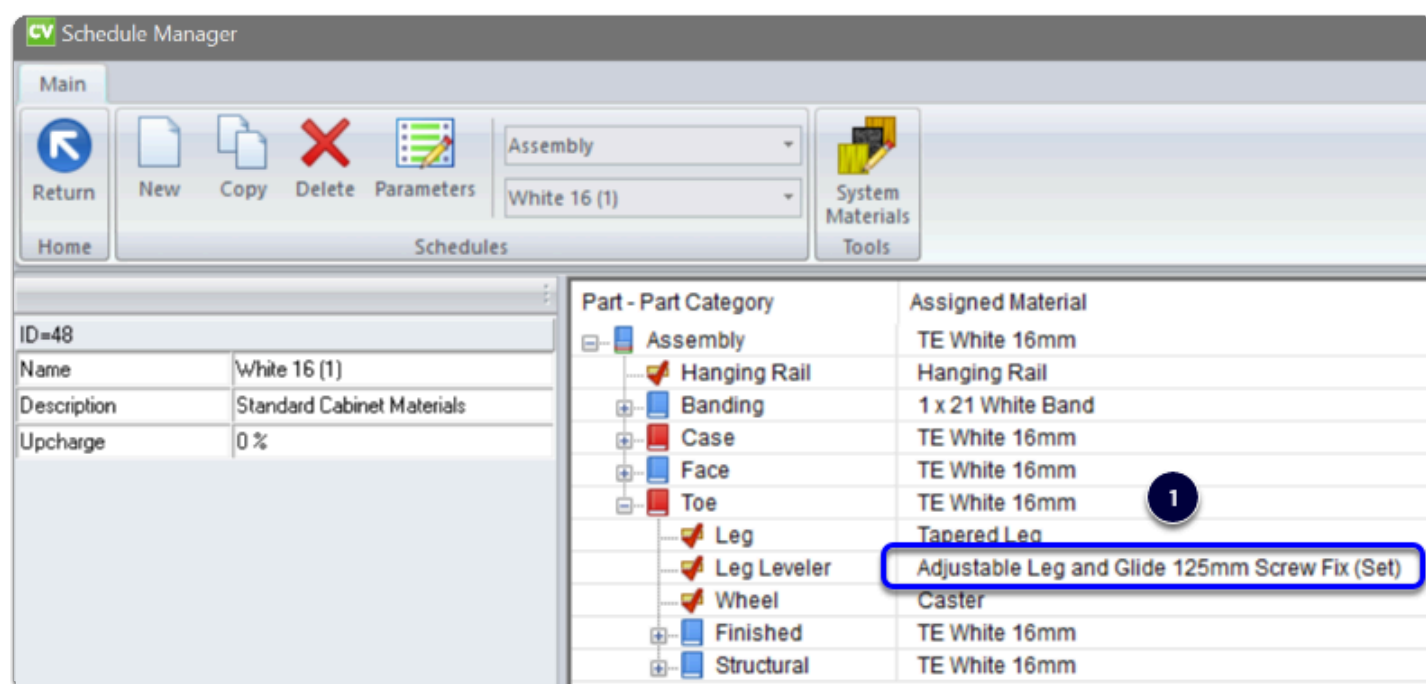 CV Schedule Manager
Main
Return
New
Copy
Delete
Parameters
Assembly
White 16 (1)
System Materials
Home
Schedules
Tools
ID=48
Name White 16 (1)
Description Standard Cabinet Materials
Upcharge 0 %
Part - Part Category Assigned Material
Assembly TE White 16mm
Hanging Rail Hanging Rail
Banding 1 x 21 White Band
Case TE White 16mm
Face TE White 16mm
Toe TE White 16mm
1
Leg Tapered Leg
Leg Leveler Adjustable Leg and Glide 125mm Screw Fix (Set)
Wheel Caster
Finished TE White 16mm
Structural TE White 16mm